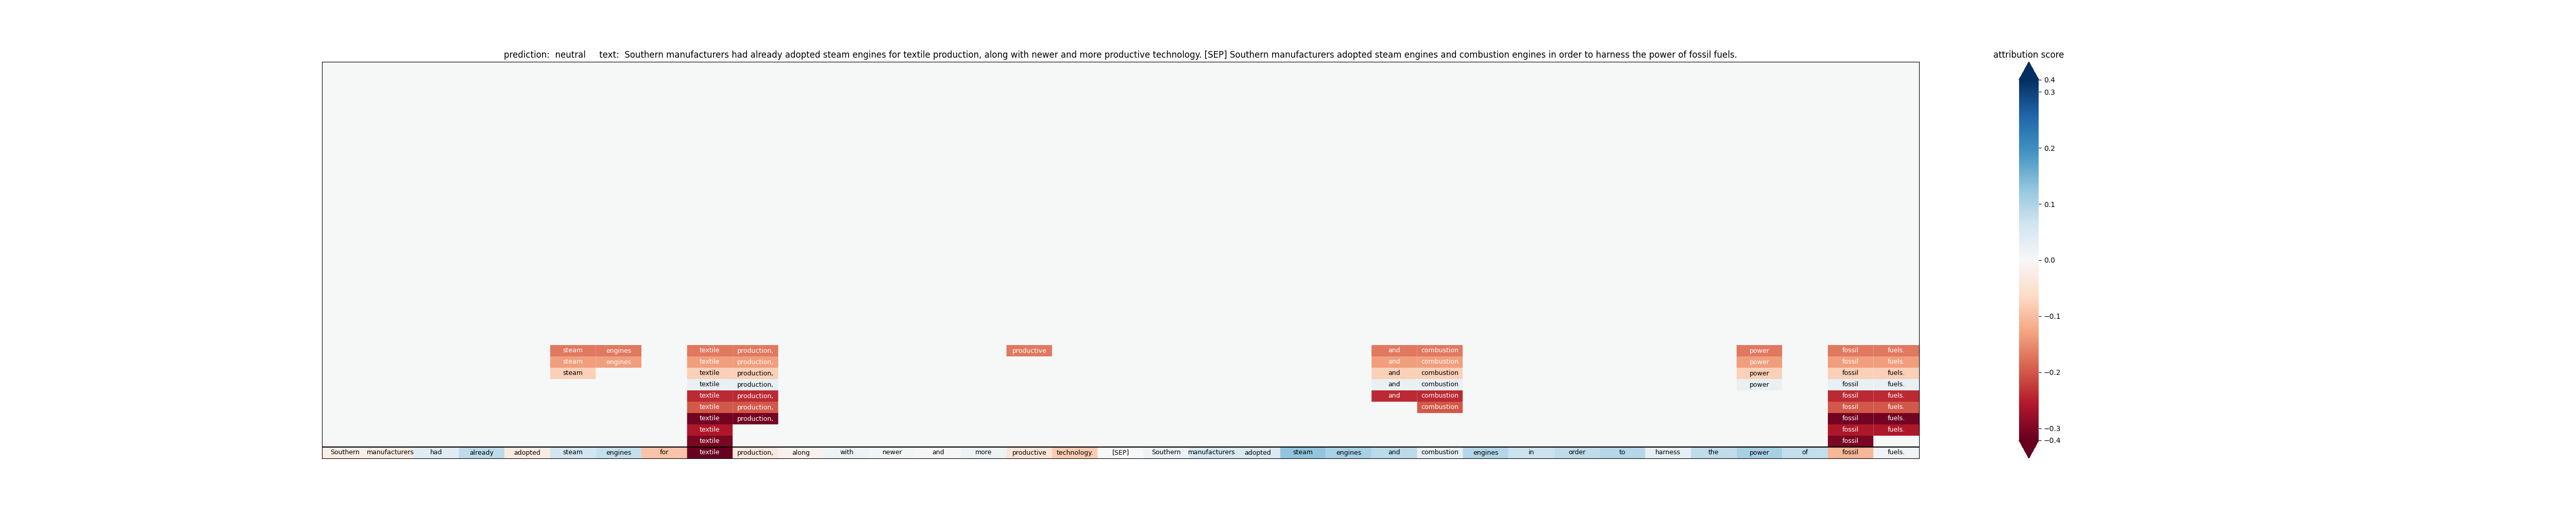 prediction:  neutral     text:  Southern manufacturers had already adopted steam engines for textile production, along with newer and more productive technology. [SEP] Southern manufacturers adopted steam engines and combustion engines in order to harness the power of fossil fuels.
attribution score
0.4
0.3
0.2
0.1
0.0
−0.1
−0.2
−0.3
−0.4
steam engines textile production, productive and combustion power fossil fuels.
steam engines textile production, and combustion power fossil fuels.
steam textile production, and combustion power fossil fuels.
textile production, and combustion power fossil fuels.
textile production, and combustion fossil fuels.
textile production, combustion fossil fuels.
textile production, fossil fuels.
textile fossil fuels.
textile fossil
Southern manufacturers had already adopted steam engines for textile production, along with newer and more productive technology. [SEP] Southern manufacturers adopted steam engines and combustion engines in order to harness the power of fossil fuels.